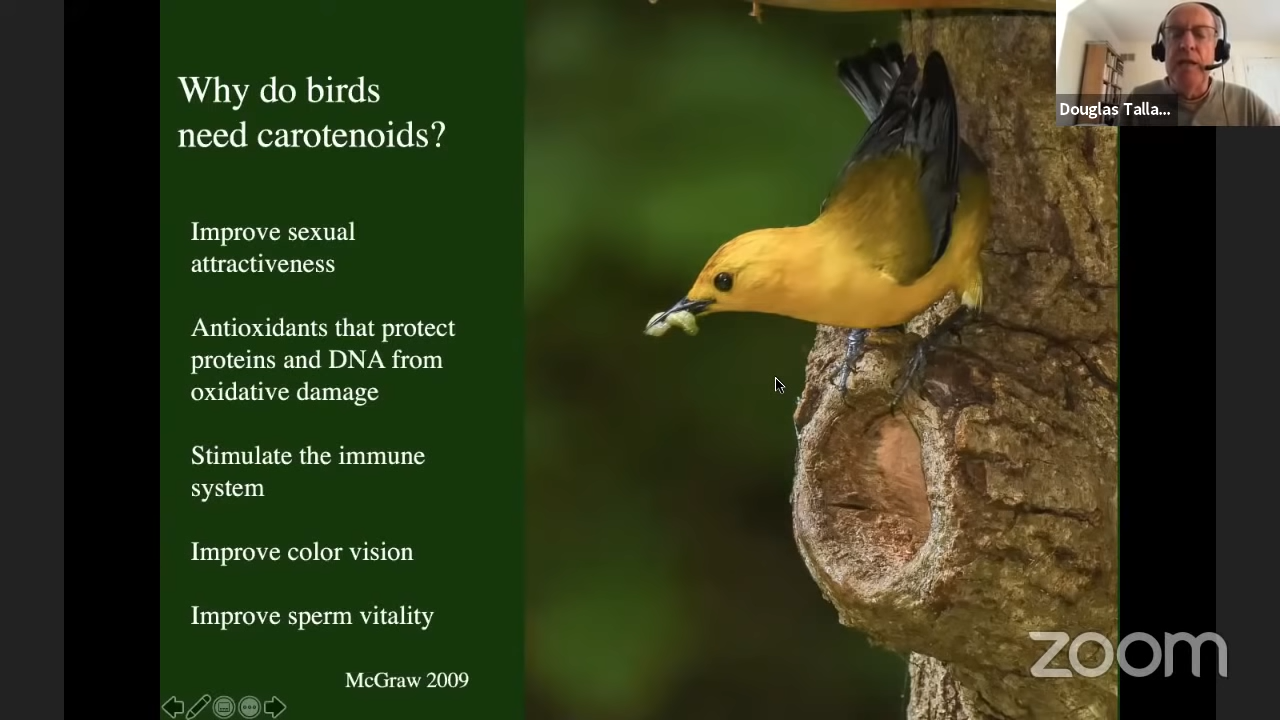 Why do birds
need carotenoids?
Improve sexual
attractiveness
Antioxidants that protect
proteins and DNA from
oxidative damage
Stimulate the immune
system
Improve color vision
Improve sperm vitality
McGraw 2009
Douglas Talla...
zoom